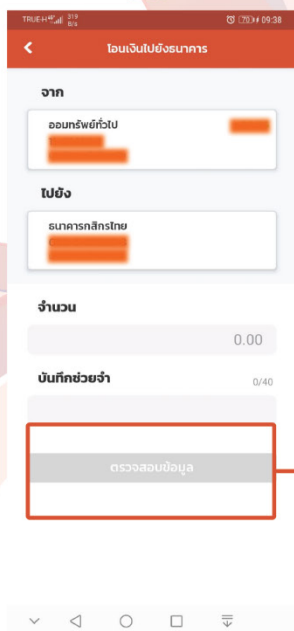 TRUE-H 4G 319 B/s 70 09:38
โอนเงินไปยังธนาคาร
จาก
ออมทรัพย์ทั่วไป
ไปยัง
ธนาคารกสิกรไทย
จำนวน
0.00
บันทึกช่วยจำ 0/40
ตรวจสอบข้อมูล